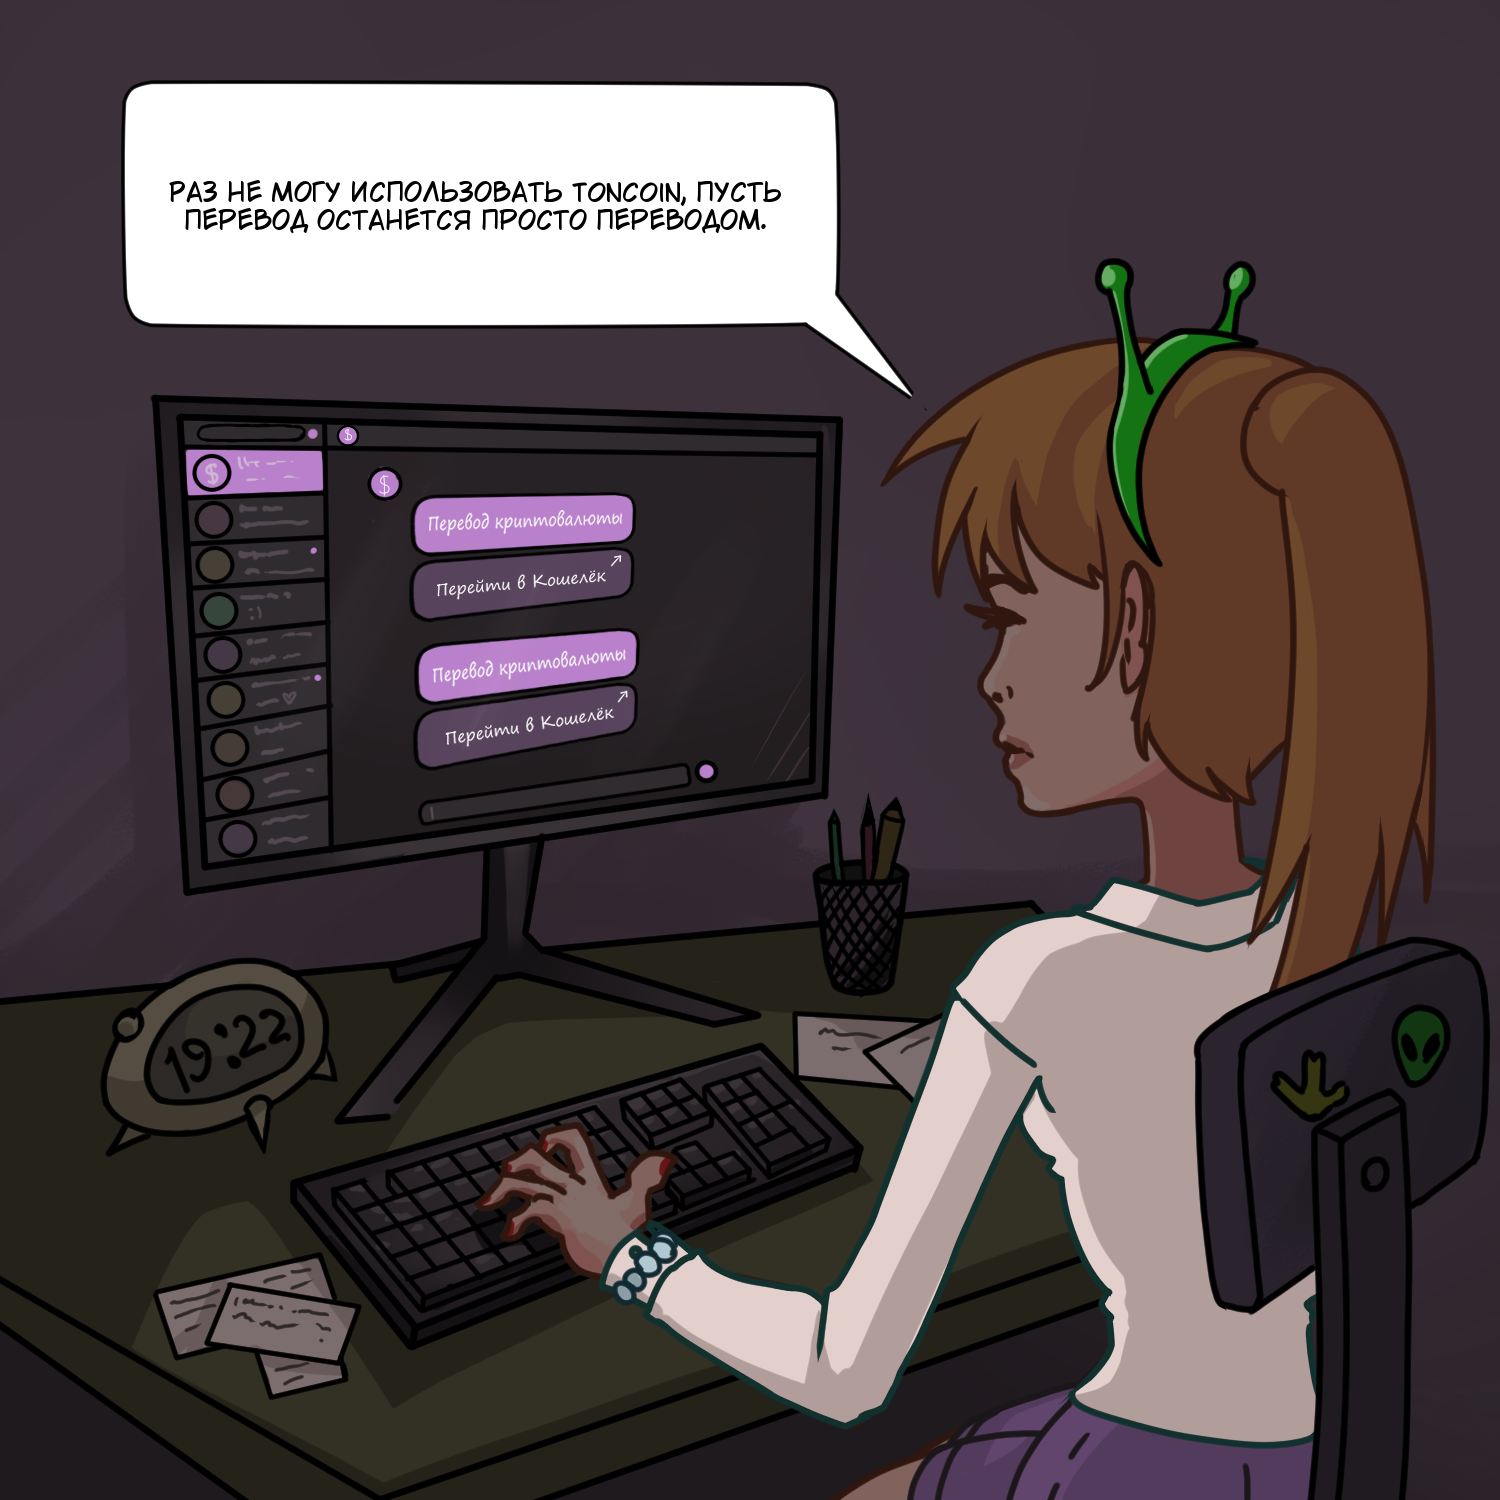 РАЗ НЕ МОГУ ИСПОЛЬЗОВАТЬ TONCOIN, ПУСТЬ
ПЕРЕВОД ОСТАНЕТСЯ ПРОСТО ПЕРЕВОДОМ.
$
$
$
Перевод криптовалюты
Перейти в Кошелёк
:)
Перевод криптовалюты
Перейти в Кошелёк
19:22